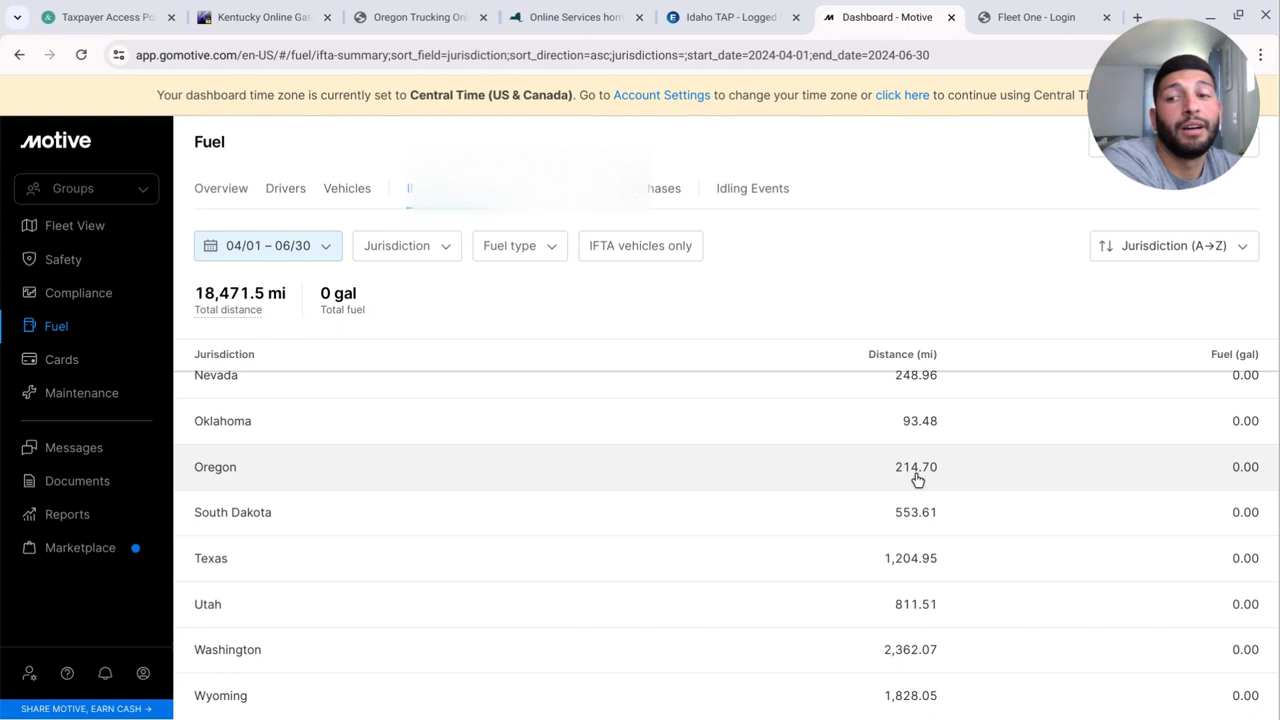 Taxpayer Access Po
Kentucky Online Gat
Oregon Trucking Onl
Online Services hom
Idaho TAP - Logged
Dashboard - Motive
Fleet One - Login
app.gomotive.com/en-US/#/fuel/ifta-summary;sort_field=jurisdiction;sort_direction=asc;jurisdictions=;start_date=2024-04-01;end_date=2024-06-30
Your dashboard time zone is currently set to Central Time (US & Canada). Go to Account Settings to change your time zone or click here to continue using Central Ti
motive
Fuel
Groups
Overview Drivers Vehicles hases Idling Events
Fleet View
Safety
Compliance
Fuel
Cards
Maintenance
Messages
Documents
Reports
Marketplace
SHARE MOTIVE, EARN CASH →
04/01 – 06/30 Jurisdiction Fuel type IFTA vehicles only Jurisdiction (A→Z)
18,471.5 mi 0 gal
Total distance Total fuel
Jurisdiction Distance (mi) Fuel (gal)
Nevada 248.96 0.00
Oklahoma 93.48 0.00
Oregon 214.70 0.00
South Dakota 553.61 0.00
Texas 1,204.95 0.00
Utah 811.51 0.00
Washington 2,362.07 0.00
Wyoming 1,828.05 0.00